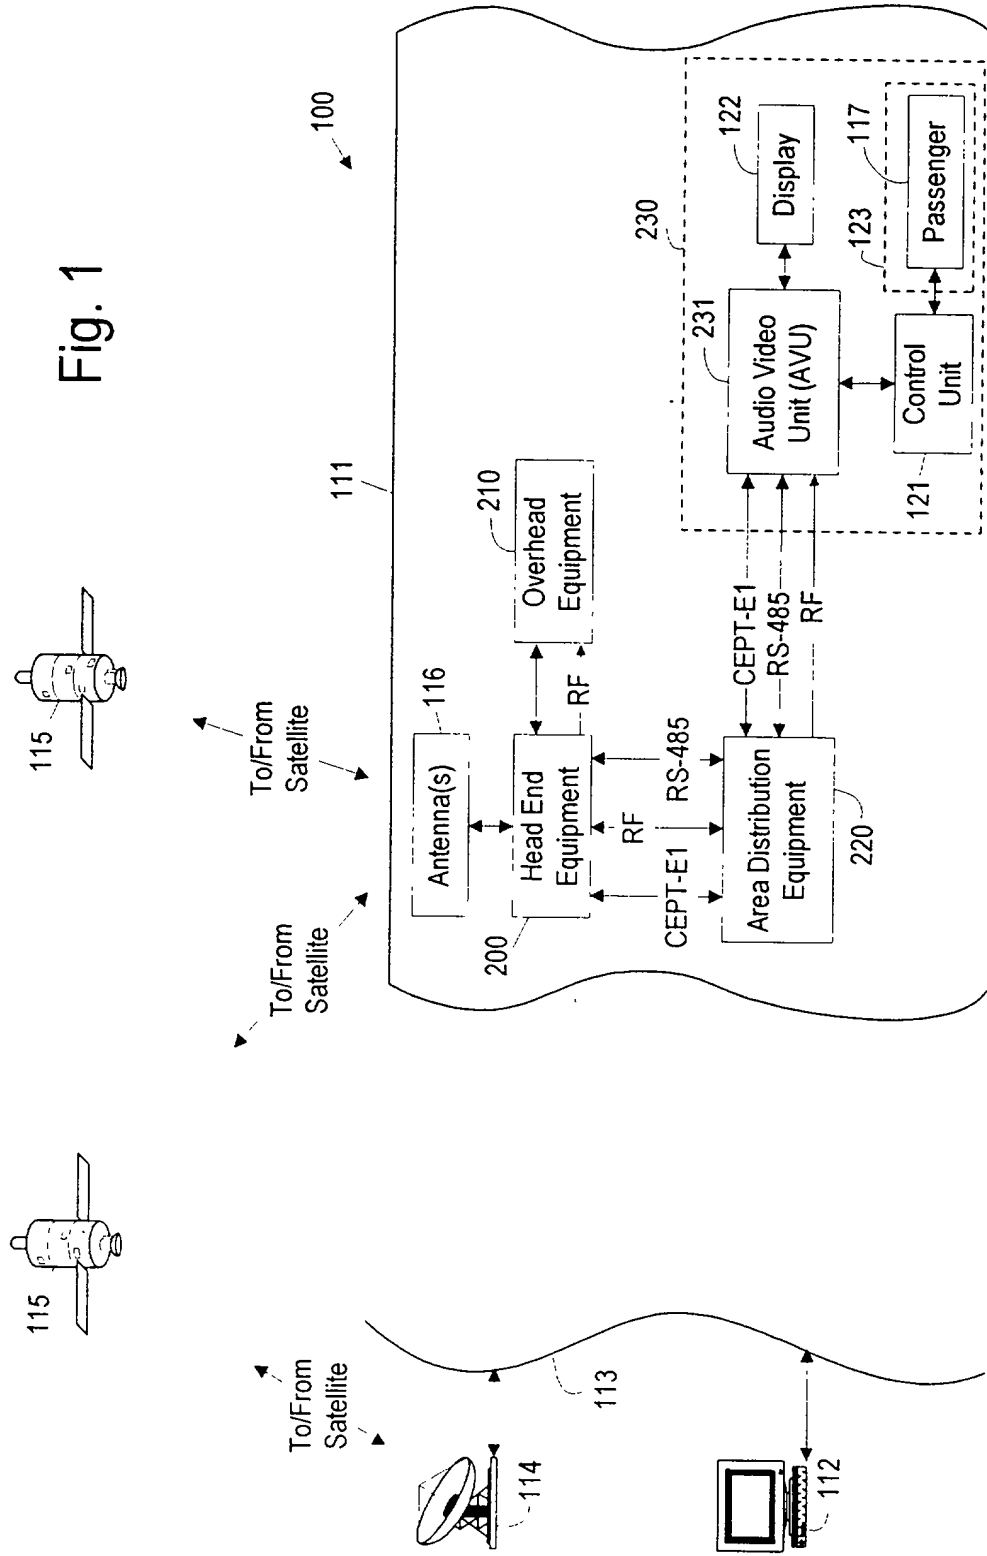 Fig. 1
115
115
To/From
Satellite
To/From
Satellite
To/From
Satellite
100
111
114
112
113
116
Antenna(s)
200
Head End
Equipment
210
Overhead
Equipment
RF
CEPT-E1
RF
RS-485
Area Distribution
Equipment
220
CEPT-E1
RS-485
RF
230
231
Audio Video
Unit (AVU)
122
Display
121
Control
Unit
123
117
Passenger